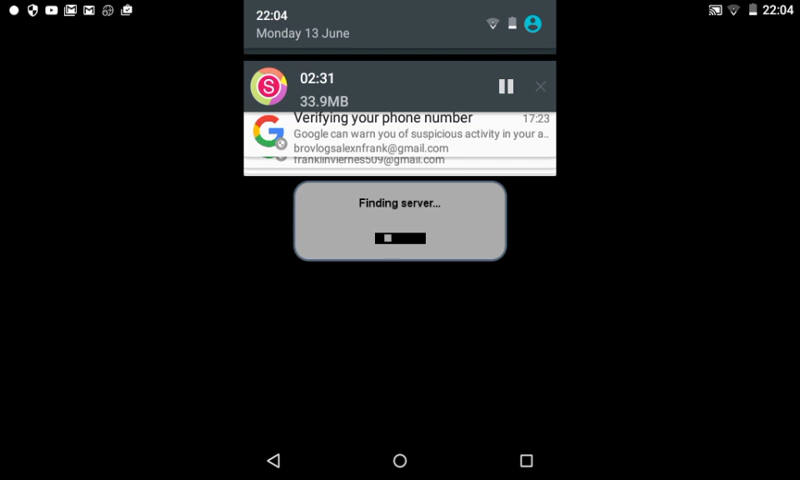 22:04
22:04
Monday 13 June
S
02:31
33.9MB
Verifying your phone number
17:23
Google can warn you of suspicious activity in your a..
brovlogsalexnfrank@gmail.com
franklinviernes509@gmail.com
Finding server...